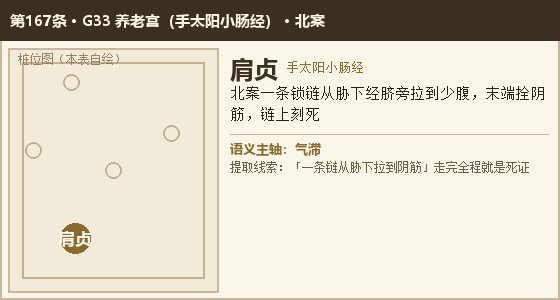 第167条・G33 养老宫（手太阳小肠经）・北案
桩位图（本表自绘）
肩贞
肩贞 手太阳小肠经
北案一条锁链从胁下经脐旁拉到少腹，末端拴阴
筋，链上刻死
语义主轴：气滞
提取线索：「一条链从胁下拉到阴筋」走完全程就是死证